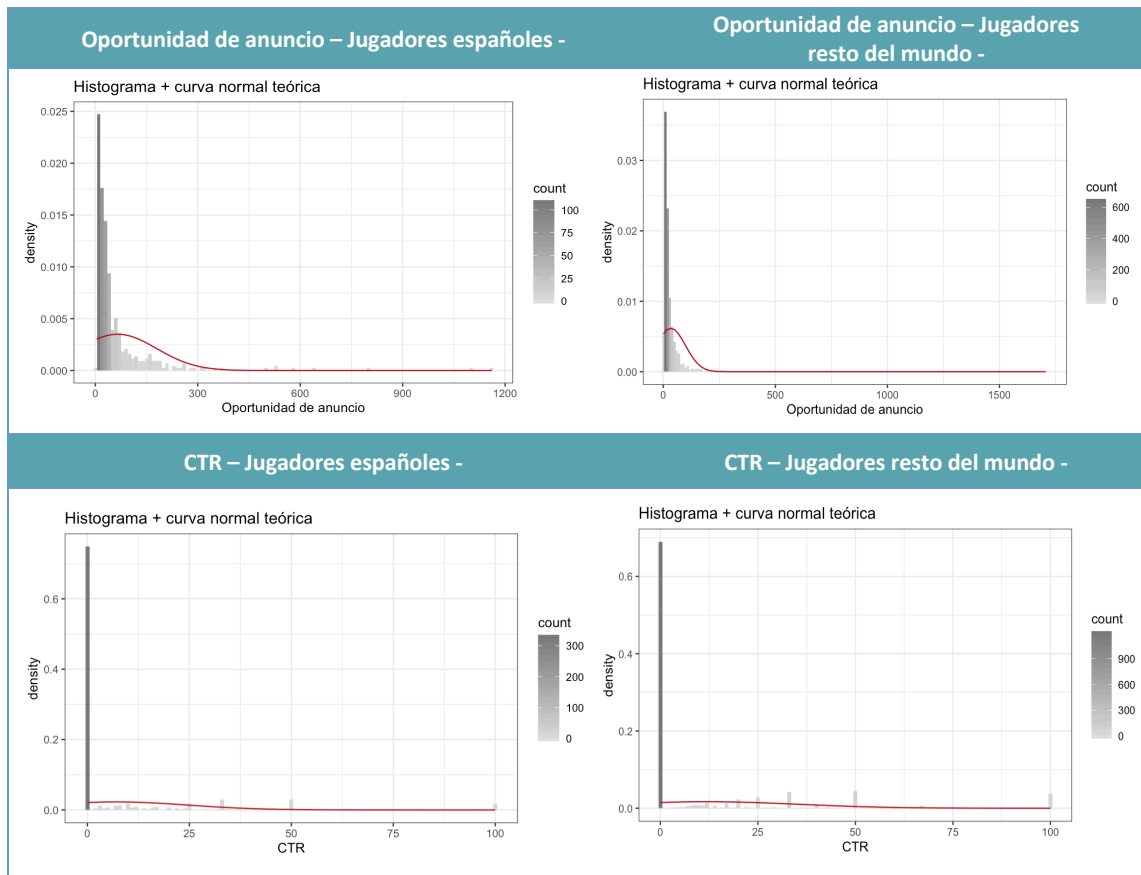 Oportunidad de anuncio – Jugadores españoles -
Oportunidad de anuncio – Jugadores
resto del mundo -
Histograma + curva normal teórica
0.025
0.020
0.015
0.010
0.005
0.000
density
0
300
600
900
1200
Oportunidad de anuncio
count
100
75
50
25
0
Histograma + curva normal teórica
0.03
0.02
0.01
0.00
density
0
500
1000
1500
Oportunidad de anuncio
count
600
400
200
0
CTR – Jugadores españoles -
CTR – Jugadores resto del mundo -
Histograma + curva normal teórica
0.6
0.4
0.2
0.0
density
0
25
50
75
100
CTR
count
300
200
100
0
Histograma + curva normal teórica
0.6
0.4
0.2
0.0
density
0
25
50
75
100
CTR
count
900
600
300
0